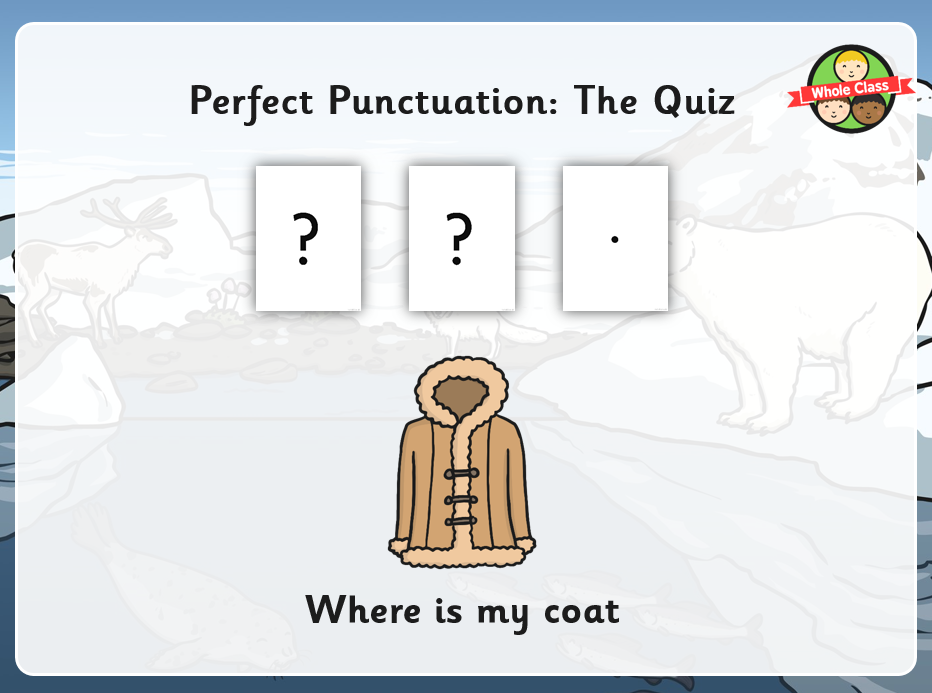 Perfect Punctuation: The Quiz
Whole Class
? ? .
Where is my coat